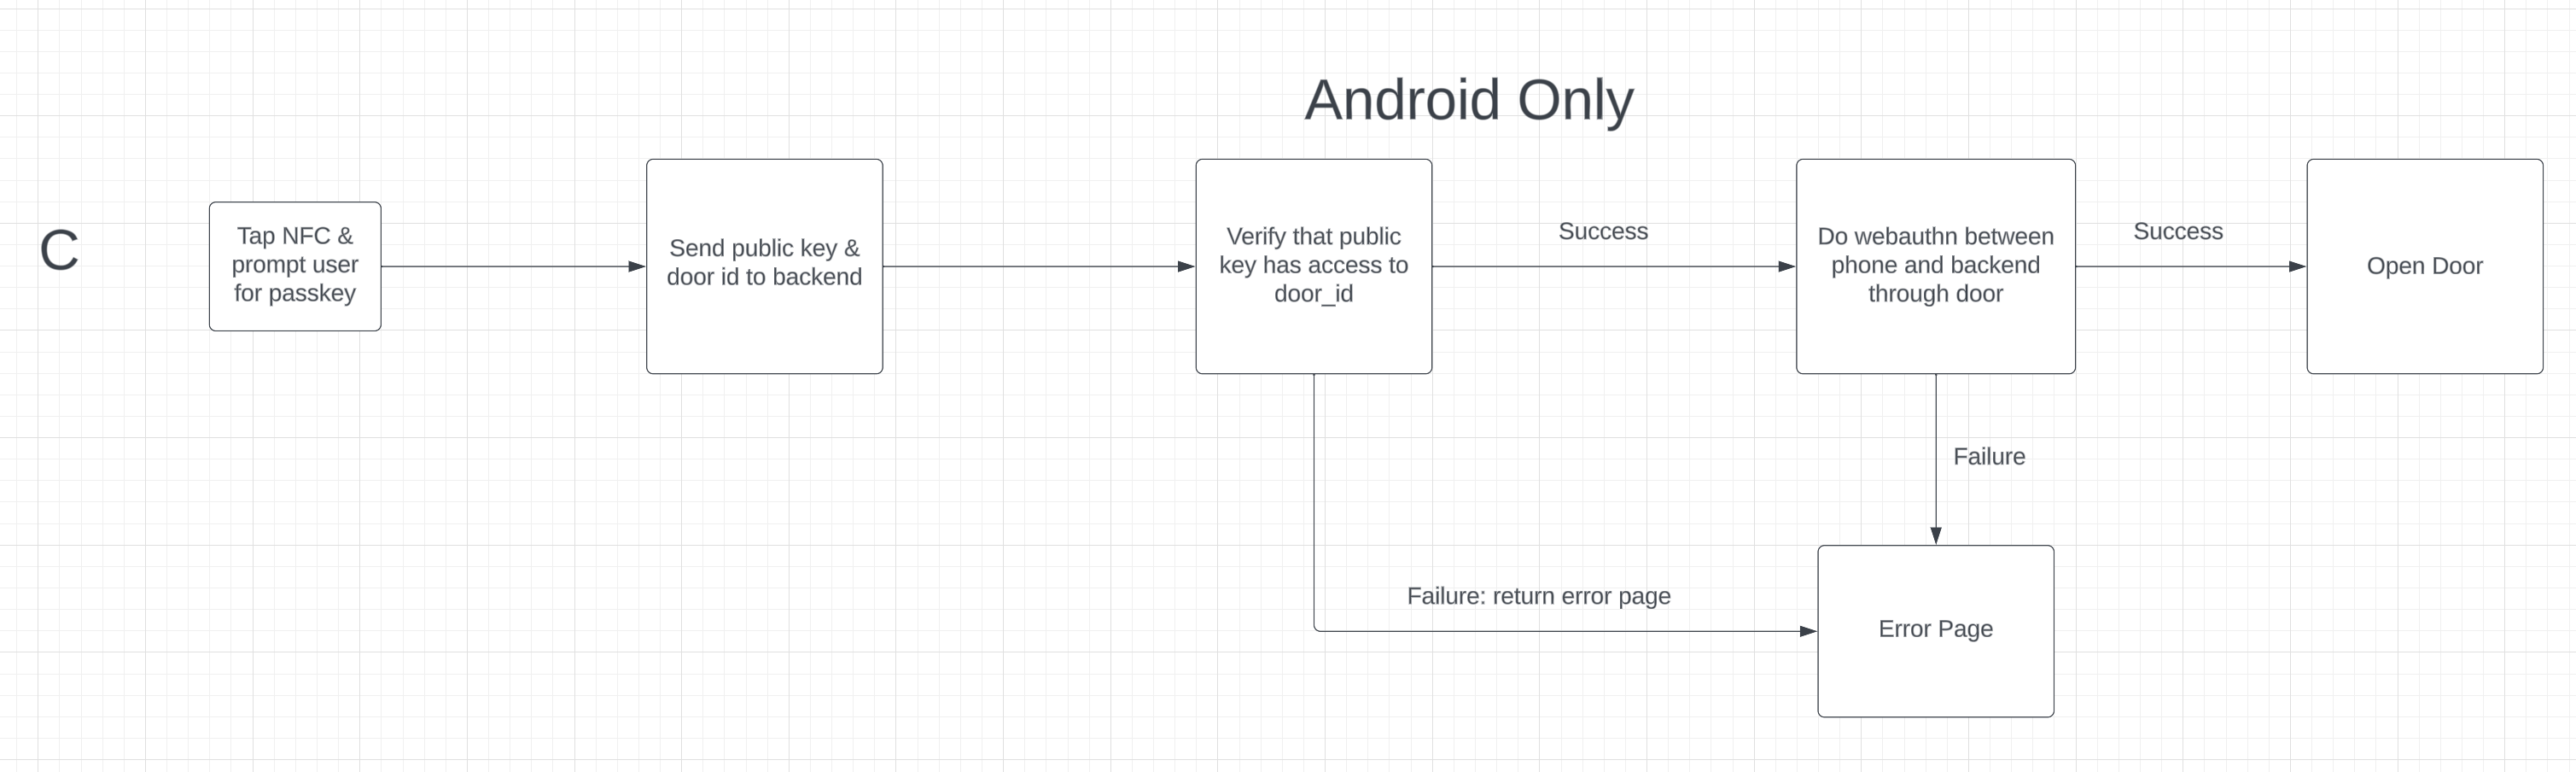 Android Only
C
Tap NFC &
prompt user
for passkey
Send public key &
door id to backend
Verify that public
key has access to
door_id
Success
Do webauthn between
phone and backend
through door
Success
Open Door
Failure
Failure: return error page
Error Page